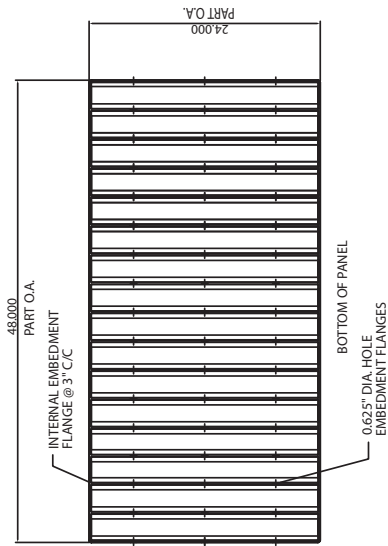 24.000
PART O.A.
48.000
PART O.A.
INTERNAL EMBEDMENT
FLANGE @ 3" C/C
BOTTOM OF PANEL
0.625" DIA. HOLE
EMBEDMENT FLANGES